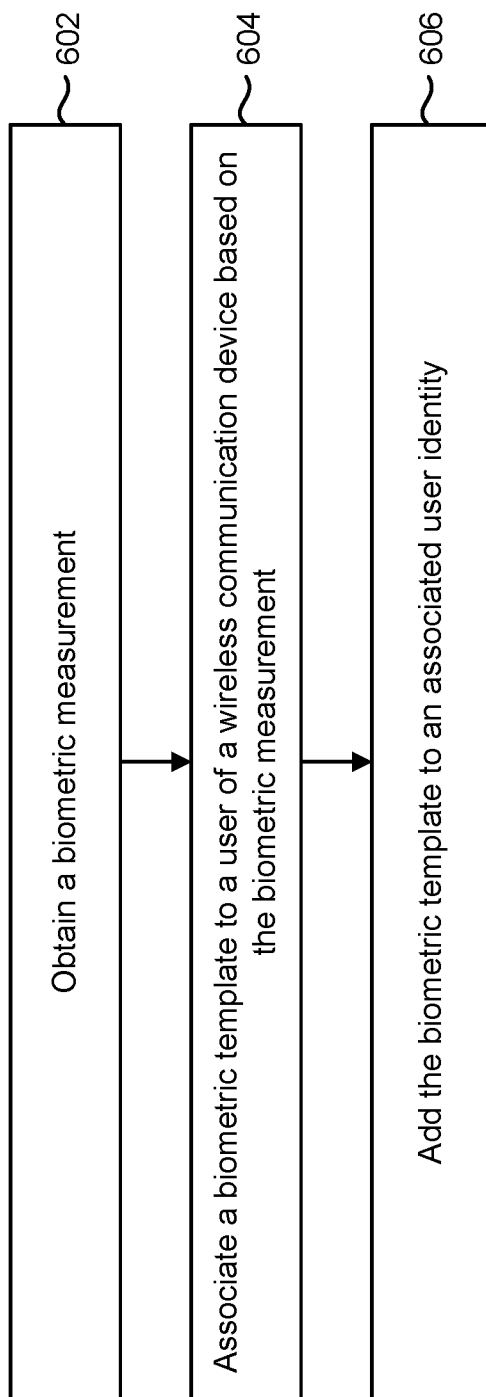 Obtain a biometric measurement
602
Associate a biometric template to a user of a wireless communication device based on
the biometric measurement
604
Add the biometric template to an associated user identity
606